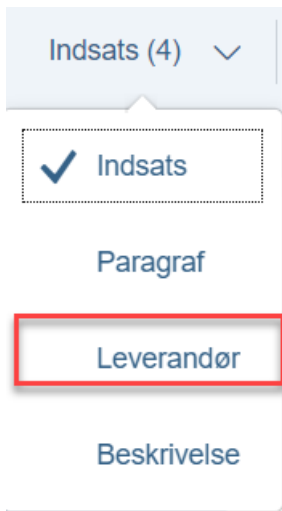 Indsats (4)
Indsats
Paragraf
Leverandør
Beskrivelse